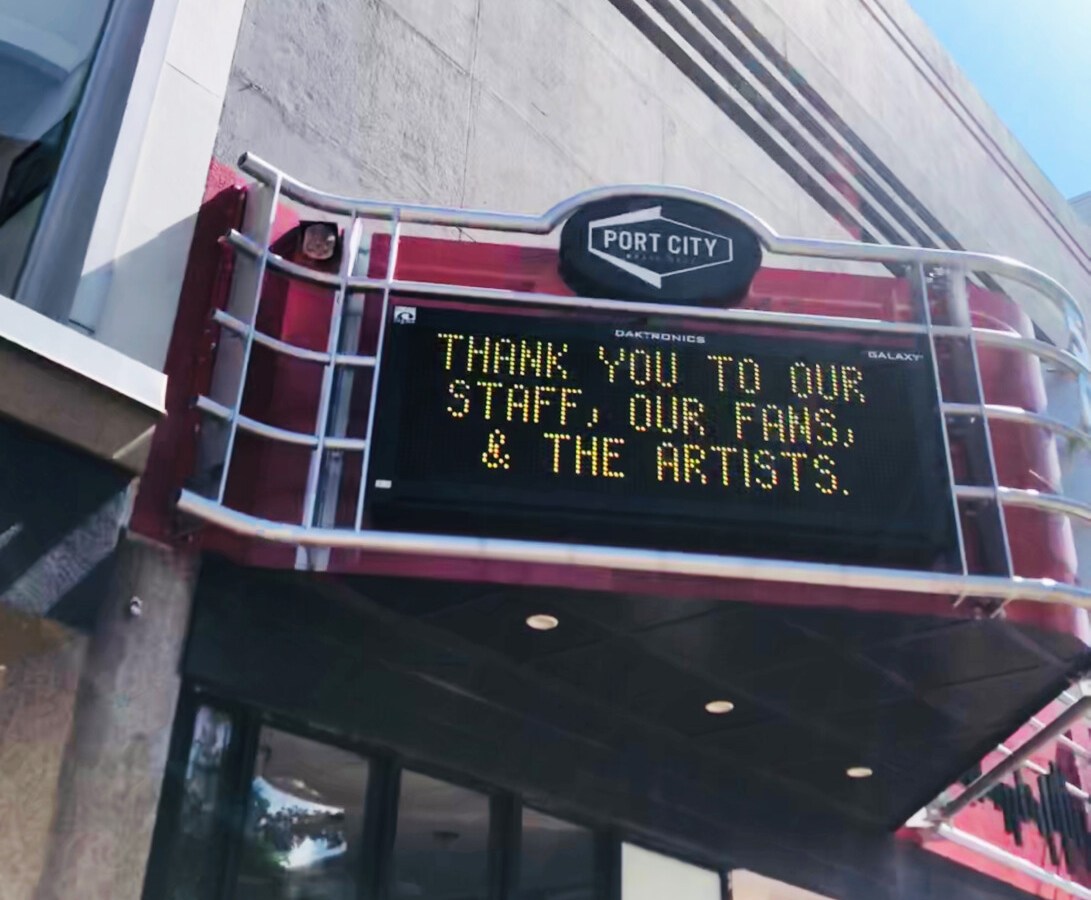 PORT CITY
DAKTRONICS
GALAXY
THANK YOU TO OUR
STAFF, OUR FANS,
& THE ARTISTS.